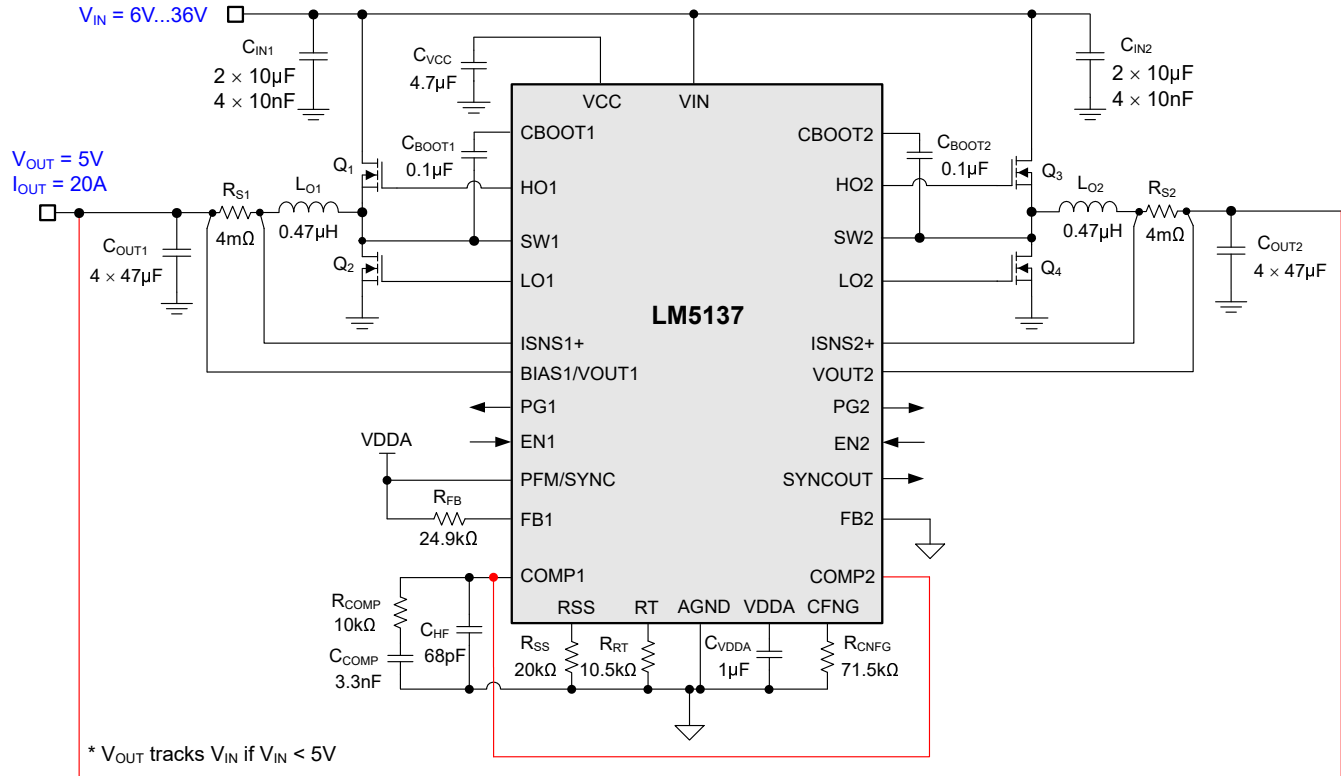 VIN = 6V...36V
CIN1
2 × 10µF
4 × 10nF
CVCC
4.7µF
CIN2
2 × 10µF
4 × 10nF
VCC
VIN
CBOOT1
CBOOT2
CBOOT1
0.1µF
CBOOT2
0.1µF
VOUT = 5V
IOUT = 20A
Q1
HO1
HO2
Q3
RS1
4mΩ
LO1
0.47µH
LO2
0.47µH
RS2
4mΩ
SW1
SW2
COUT1
4 × 47µF
Q2
LO1
LO2
Q4
COUT2
4 × 47µF
LM5137
ISNS1+
ISNS2+
BIAS1/VOUT1
VOUT2
PG1
PG2
VDDA
EN1
EN2
PFM/SYNC
SYNCOUT
RFB
24.9kΩ
FB1
FB2
COMP1
COMP2
RSS
RT
AGND
VDDA
CFNG
RCOMP
10kΩ
CCOMP
3.3nF
CHF
68pF
RSS
20kΩ
RRT
10.5kΩ
CVDDA
1µF
RCNFG
71.5kΩ
* VOUT tracks VIN if VIN < 5V